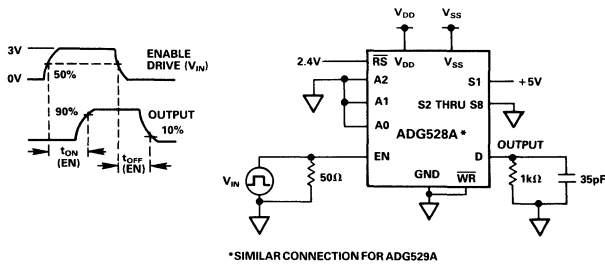 3V
0V
50%
ENABLE
DRIVE (VIN)
90%
OUTPUT
10%
tON
(EN)
tOFF
(EN)
VDD
VSS
2.4V
RS
VDD
VSS
A2
A1
A0
EN
S1
+5V
S2 THRU S8
ADG528A*
D
OUTPUT
GND
WR
VIN
50Ω
1kΩ
35pF
*SIMILAR CONNECTION FOR ADG529A